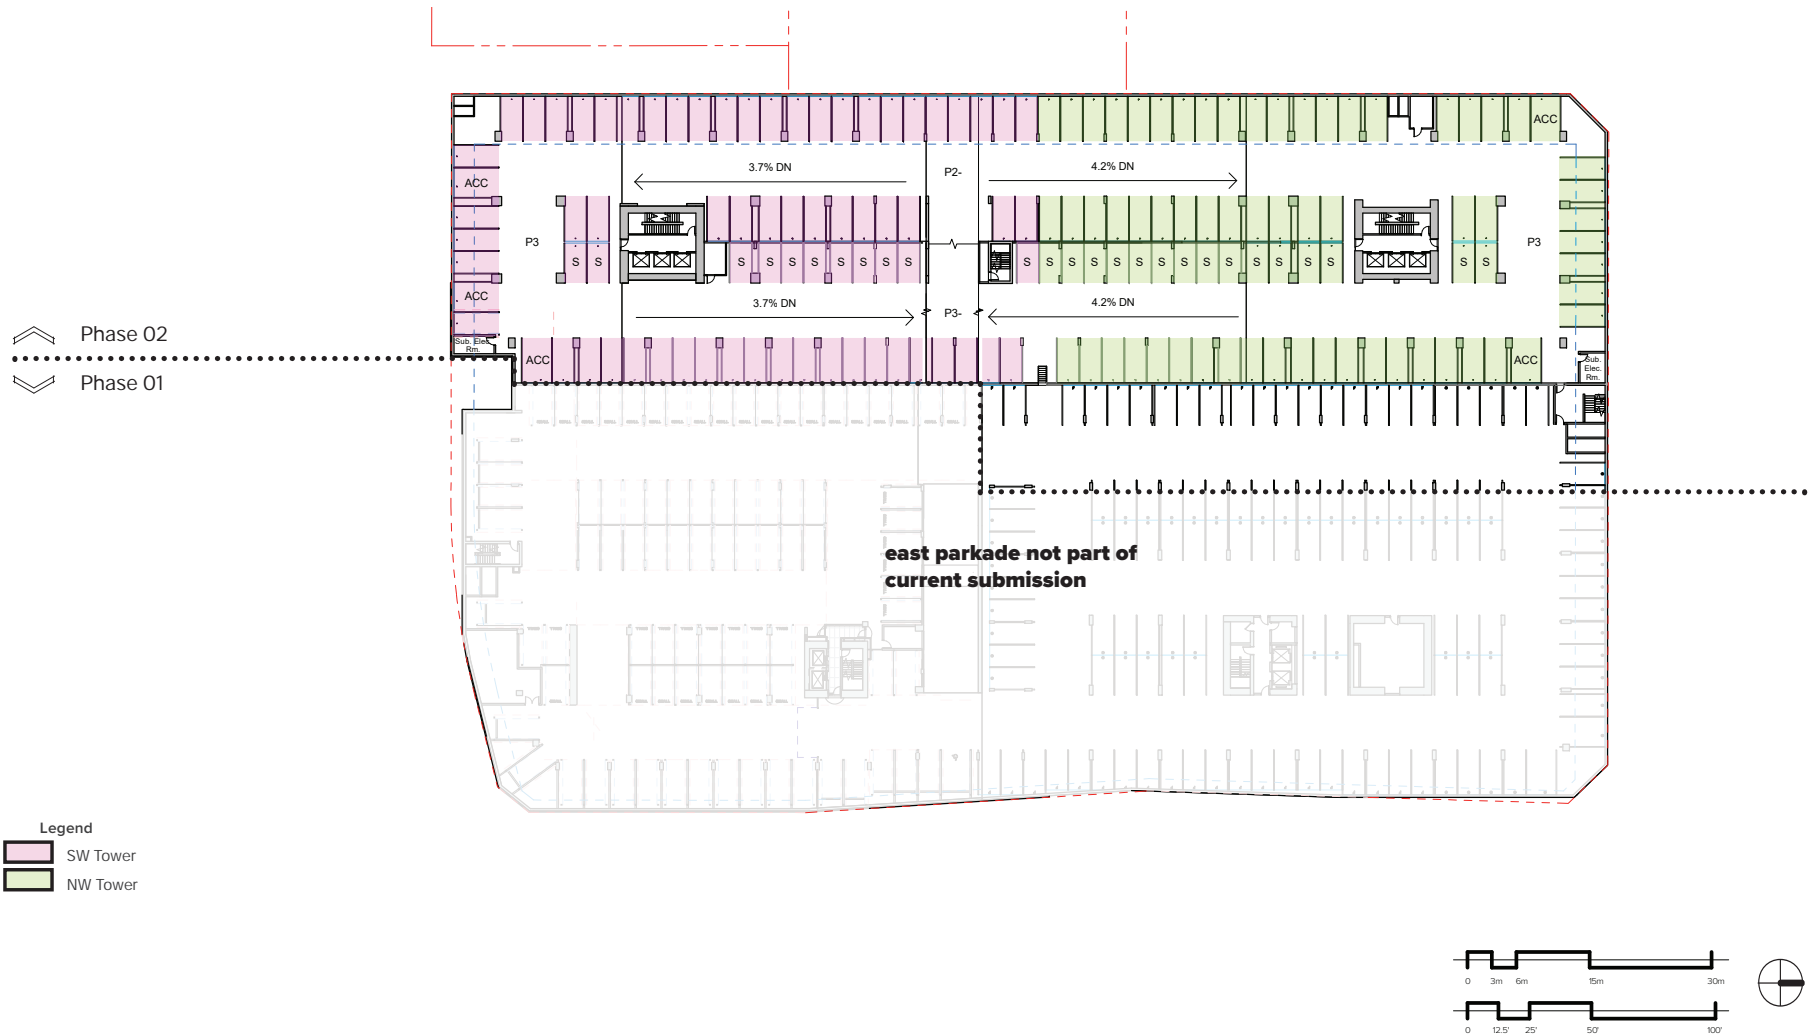 ACC
3.7% DN
P2-
4.2% DN
ACC
P3
P3
S S S S S S S S S S S S S S S S S S S S S S S S S S
ACC
3.7% DN
P3-
4.2% DN
Phase 02
Sub. Elec.
Rm.
ACC
ACC
Sub.
Elec.
Rm.
Phase 01
east parkade not part of
current submission
Legend
SW Tower
NW Tower
0 3m 6m 15m 30m
0 12.5' 25' 50' 100'